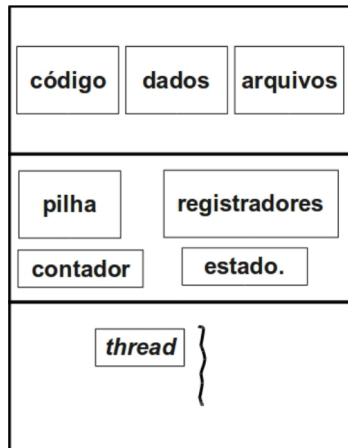 código dados arquivos
pilha registradores
contador estado.
thread